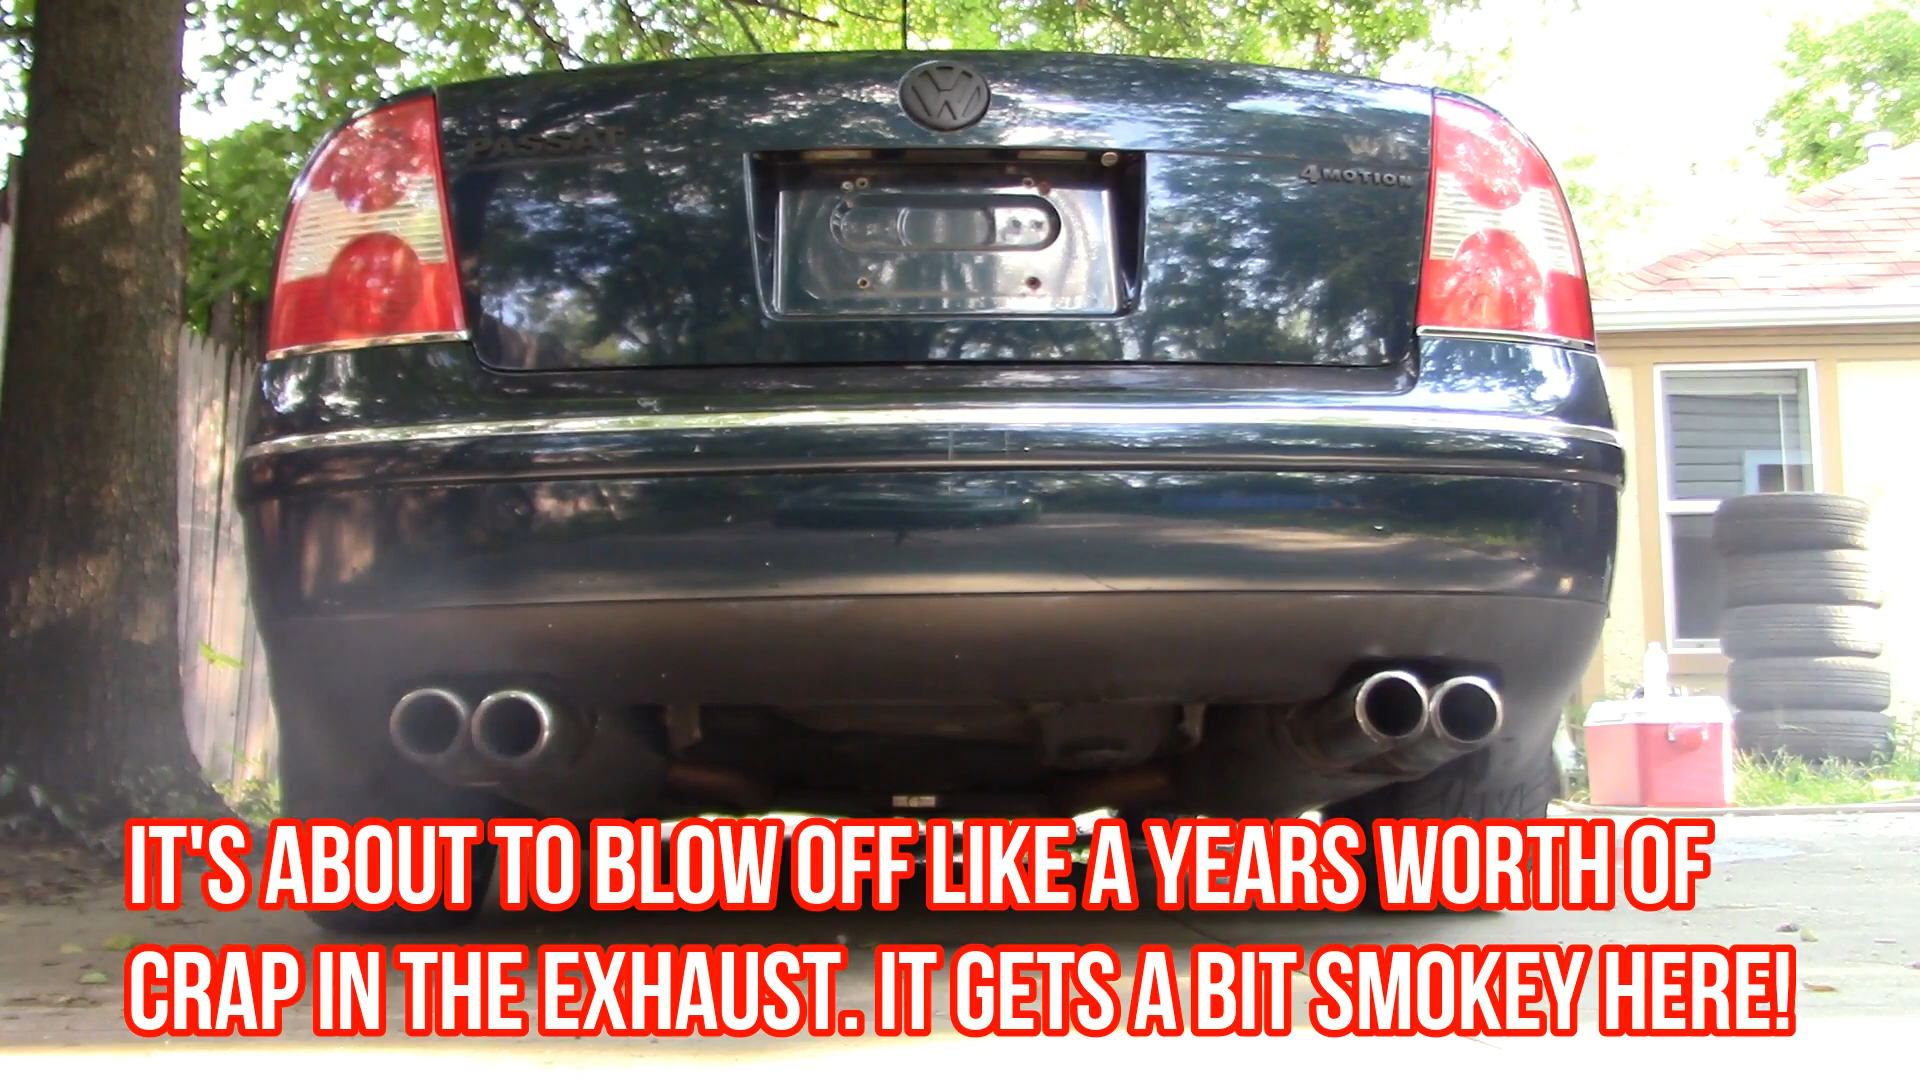 PASSAT
4MOTION
IT'S ABOUT TO BLOW OFF LIKE A YEARS WORTH OF
CRAP IN THE EXHAUST. IT GETS A BIT SMOKEY HERE!